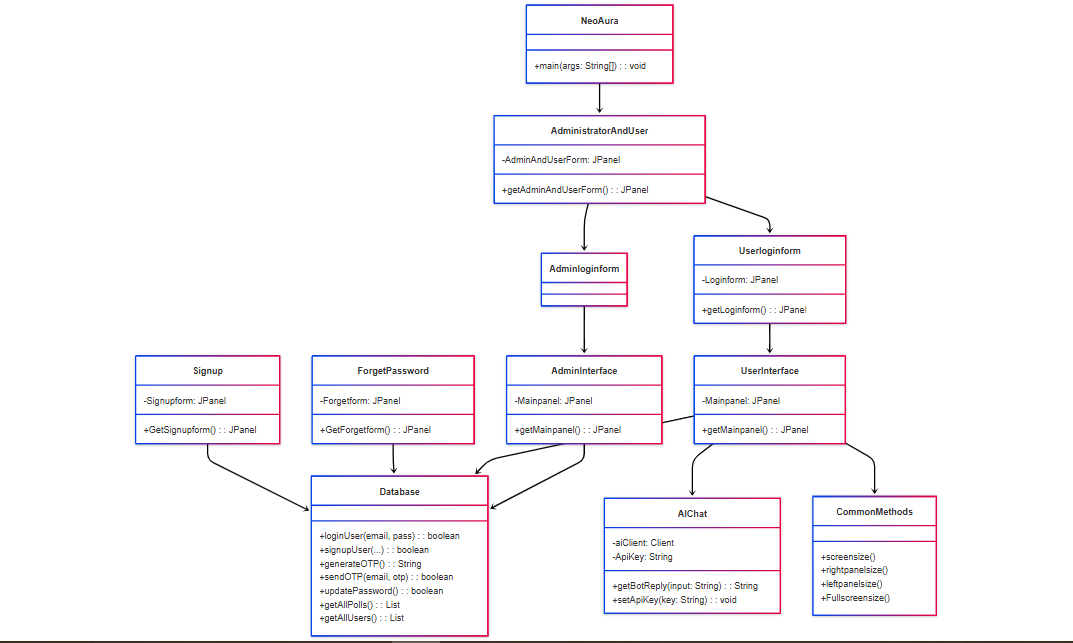 NeoAura
+main(args: String[]) : : void
AdministratorAndUser
-AdminAndUserForm: JPanel
+getAdminAndUserForm() : : JPanel
Adminloginform
Userloginform
-Loginform: JPanel
+getLoginform() : : JPanel
Signup
-Signupform: JPanel
+GetSignupform() : : JPanel
ForgetPassword
-Forgetform: JPanel
+GetForgetform() : : JPanel
AdminInterface
-Mainpanel: JPanel
+getMainpanel() : : JPanel
UserInterface
-Mainpanel: JPanel
+getMainpanel() : : JPanel
Database
+loginUser(email, pass) : : boolean
+signupUser(...) : : boolean
+generateOTP() : : String
+sendOTP(email, otp) : : boolean
+updatePassword() : : boolean
+getAllPolls() : : List
+getAllUsers() : : List
AIChat
-aiClient: Client
-ApiKey: String
+getBotReply(input: String) : : String
+setApiKey(key: String) : : void
CommonMethods
+screensize()
+rightpanelsize()
+leftpanelsize()
+Fullscreensize()